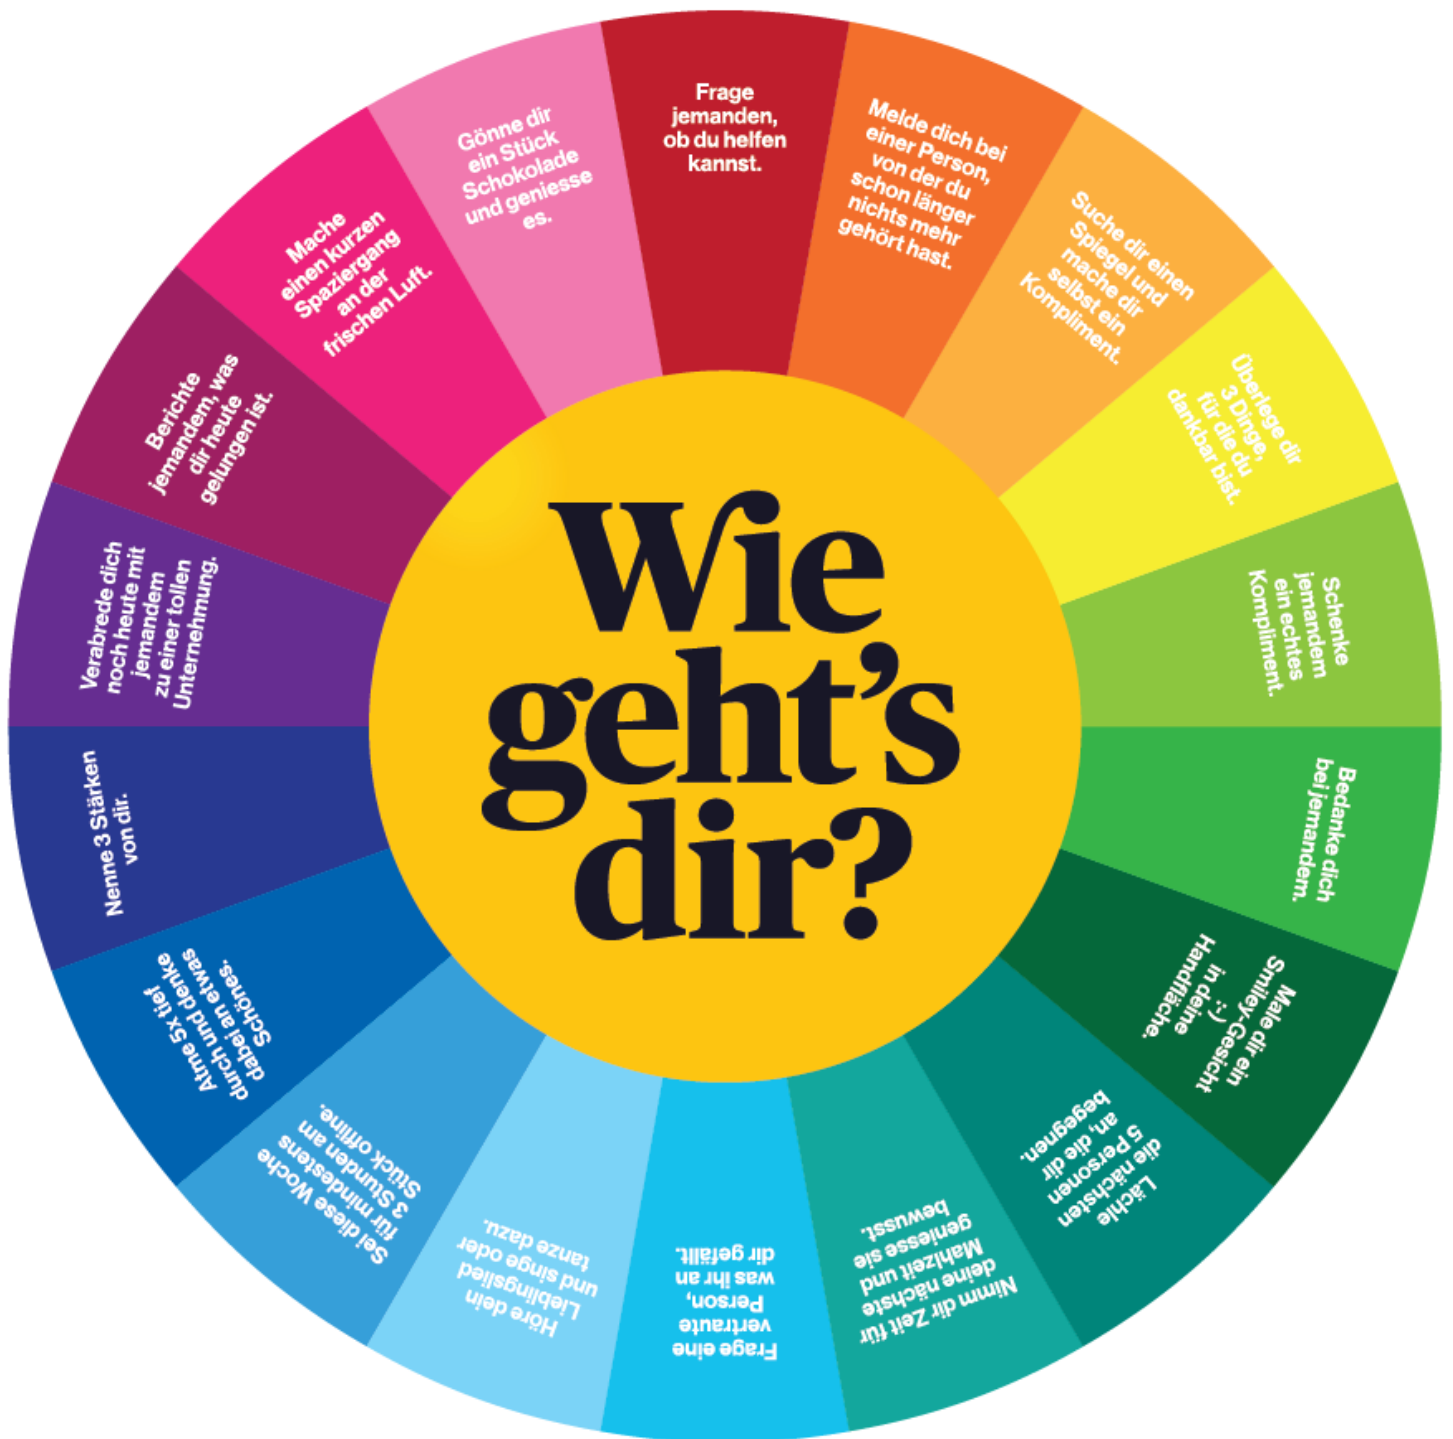 Wie
geht's
dir?
Frage
jemanden,
ob du helfen
kannst.
Melde dich bei
einer Person,
von der du
schon länger
nichts mehr
gehört hast.
Suche dir einen
Spiegel und
mache dir
selbst ein
Kompliment.
Überlege dir
3 Dinge,
für die du
dankbar bist.
Schenke
jemandem
ein echtes
Kompliment.
Bedanke dich
bei jemandem.
Male dir ein
Smiley-Gesicht
:-)
in deine
Handfläche.
Lächle
die nächsten
5 Personen
an, die dir
begegnen.
Nimm dir Zeit für
deine nächste
Mahlzeit und
geniesse sie
bewusst.
Frage eine
vertraute
Person,
was ihr an
dir gefällt.
Höre dein
Lieblingslied
und singe oder
tanze dazu.
Sei diese Woche
für mindestens
3 Stunden am
Stück offline.
Atme 5x tief
durch und denke
dabei an etwas
Schönes.
Nenne 3 Stärken
von dir.
Verabrede dich
noch heute mit
jemandem
zu einer tollen
Unternehmung.
Berichte
jemandem, was
dir heute
gelungen ist.
Mache
einen kurzen
Spaziergang
an der
frischen Luft.
Gönne dir
ein Stück
Schokolade
und geniesse
es.